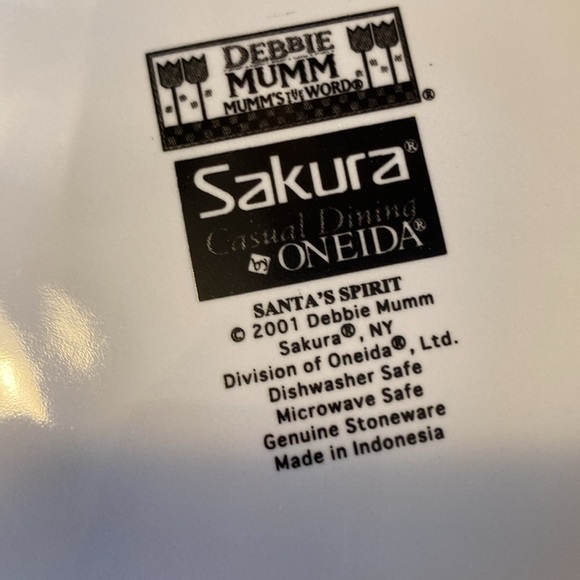 DEBBIE
MUMM
MUMM'S THE WORD®
®
Sakura®
Casual Dining
by ONEIDA®
SANTA'S SPIRIT
© 2001 Debbie Mumm
Sakura®, NY
Division of Oneida®, Ltd.
Dishwasher Safe
Microwave Safe
Genuine Stoneware
Made in Indonesia